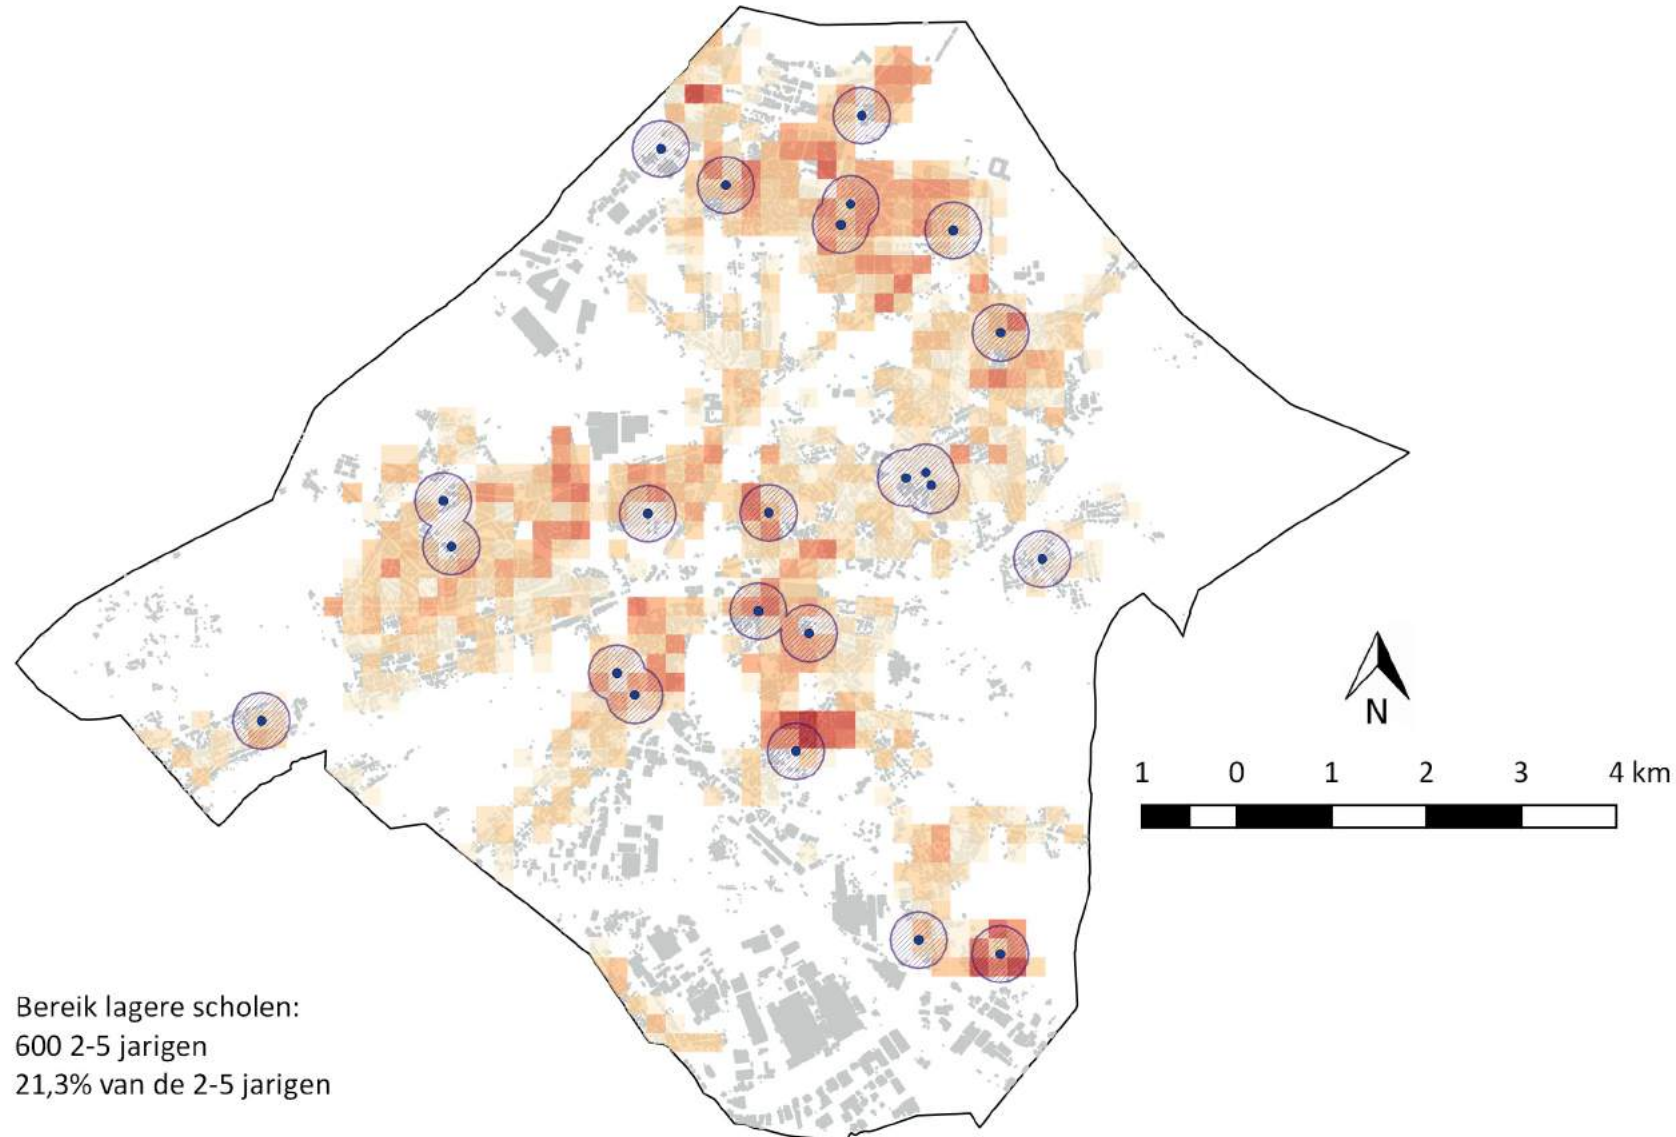 N
1 0 1 2 3 4 km
Bereik lagere scholen:
600 2-5 jarigen
21,3% van de 2-5 jarigen